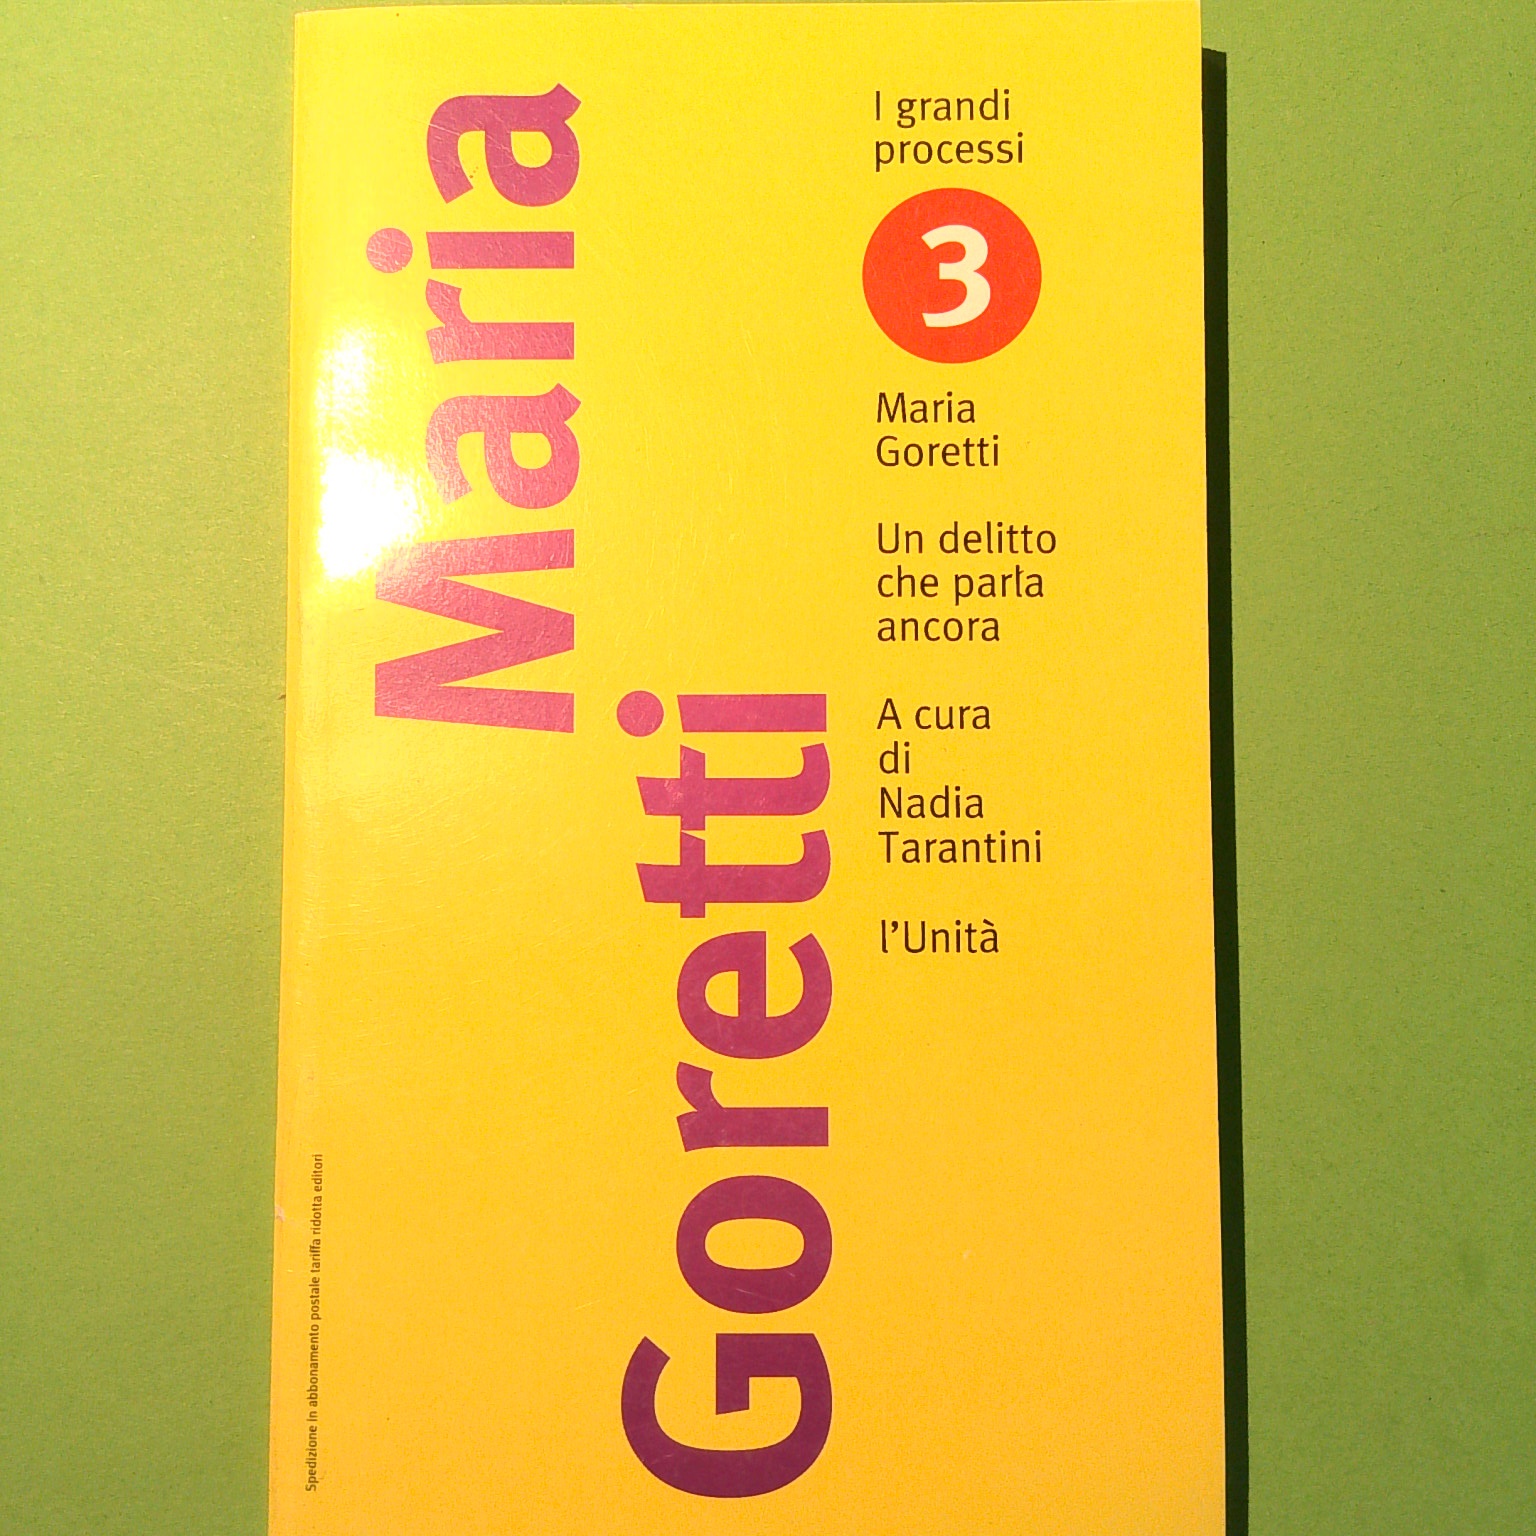 Maria
Goretti
I grandi
processi
3
Maria
Goretti
Un delitto
che parla
ancora
A cura
di
Nadia
Tarantini
l'Unità
Spedizione in abbonamento postale tariffa ridotta editori